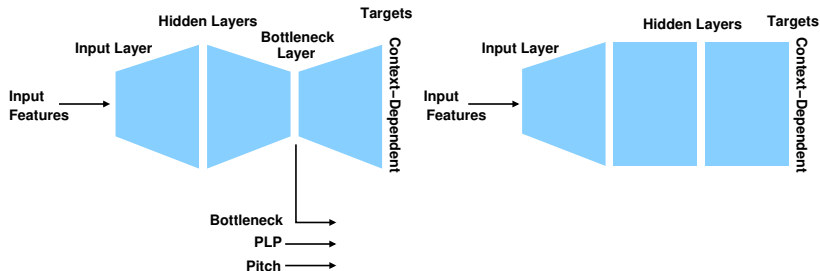 Hidden Layers
Targets
Input Layer
Bottleneck
Layer
Context-Dependent
Input
Features
Bottleneck
PLP
Pitch
Targets
Hidden Layers
Input Layer
Context-Dependent
Input
Features